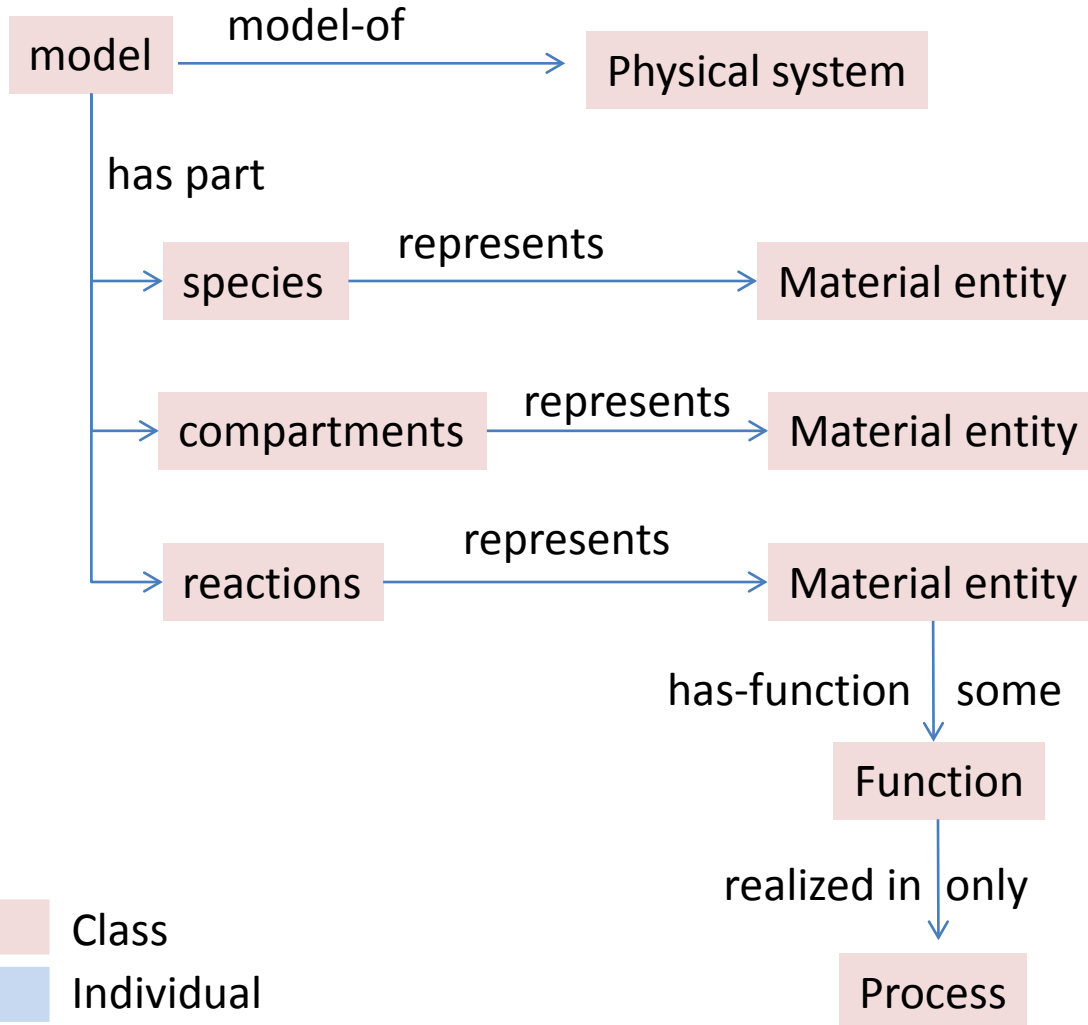 model
model-of
Physical system
has part
species
represents
Material entity
compartments
represents
Material entity
reactions
represents
Material entity
has-function some
Function
realized in only
Process
Class
Individual